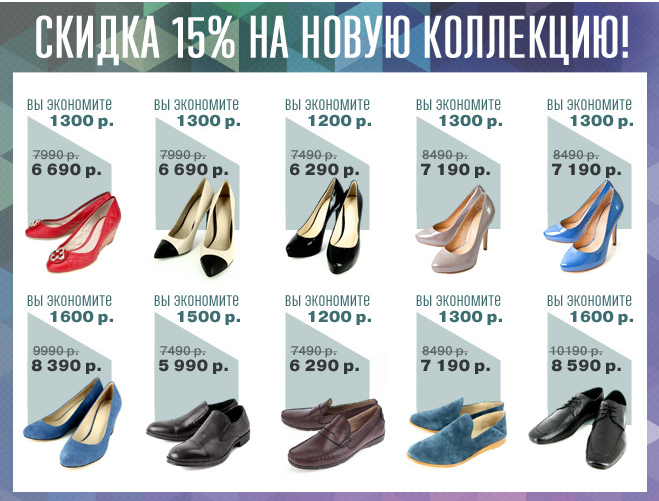 СКИДКА 15% НА НОВУЮ КОЛЛЕКЦИЮ!
ВЫ ЭКОНОМИТЕ
1300 р.
7990 р.
6 690 р.
ВЫ ЭКОНОМИТЕ
1300 р.
7990 р.
6 690 р.
ВЫ ЭКОНОМИТЕ
1200 р.
7490 р.
6 290 р.
ВЫ ЭКОНОМИТЕ
1300 р.
8490 р.
7 190 р.
ВЫ ЭКОНОМИТЕ
1300 р.
8490 р.
7 190 р.
ВЫ ЭКОНОМИТЕ
1600 р.
9990 р.
8 390 р.
ВЫ ЭКОНОМИТЕ
1500 р.
7490 р.
5 990 р.
ВЫ ЭКОНОМИТЕ
1200 р.
7490 р.
6 290 р.
ВЫ ЭКОНОМИТЕ
1300 р.
8490 р.
7 190 р.
ВЫ ЭКОНОМИТЕ
1600 р.
10190 р.
8 590 р.